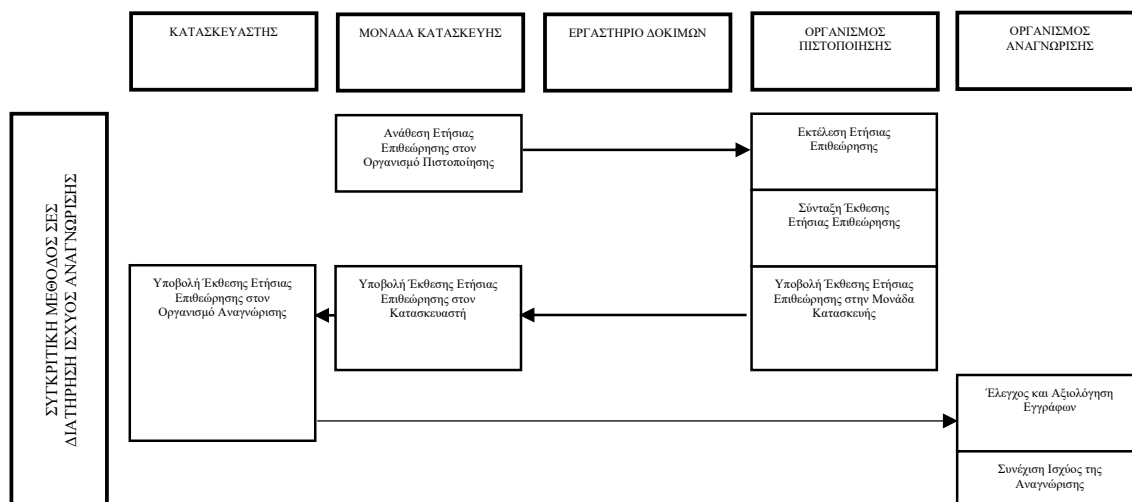 ΚΑΤΑΣΚΕΥΑΣΤΗΣ
ΜΟΝΑΔΑ ΚΑΤΑΣΚΕΥΗΣ
ΕΡΓΑΣΤΗΡΙΟ ΔΟΚΙΜΩΝ
ΟΡΓΑΝΙΣΜΟΣ
ΠΙΣΤΟΠΟΙΗΣΗΣ
ΟΡΓΑΝΙΣΜΟΣ
ΑΝΑΓΝΩΡΙΣΗΣ
ΣΥΓΚΡΙΤΙΚΗ ΜΕΘΟΔΟΣ ΣΕΣ
ΔΙΑΤΗΡΗΣΗ ΙΣΧΥΟΣ ΑΝΑΓΝΩΡΙΣΗΣ
Ανάθεση Ετήσιας
Επιθεώρησης στον
Οργανισμό Πιστοποίησης
Εκτέλεση Ετήσιας
Επιθεώρησης
Σύνταξη Έκθεσης
Ετήσιας Επιθεώρησης
Υποβολή Έκθεσης Ετήσιας
Επιθεώρησης στον
Οργανισμό Αναγνώρισης
Υποβολή Έκθεσης Ετήσιας
Επιθεώρησης στον
Κατασκευαστή
Υποβολή Έκθεσης Ετήσιας
Επιθεώρησης στην Μονάδα
Κατασκευής
Έλεγχος και Αξιολόγηση
Εγγράφων
Συνέχιση Ισχύος της
Αναγνώρισης